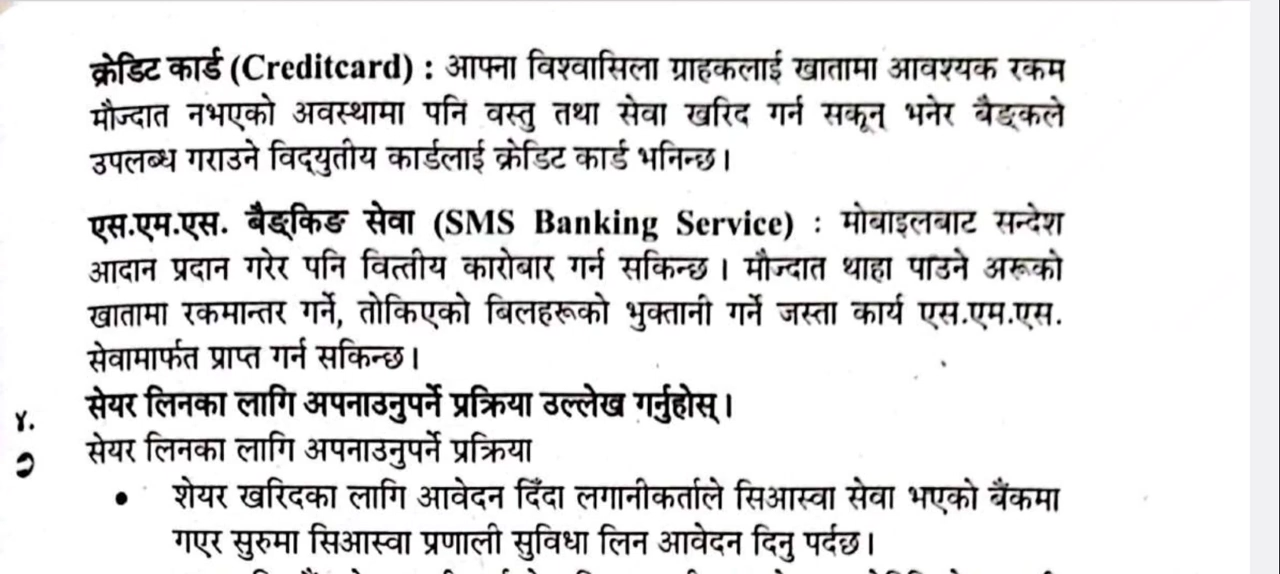 क्रेडिट कार्ड (Creditcard) : आफ्ना विश्वासिला ग्राहकलाई खातामा आवश्यक रकम
मौज्दात नभएको अवस्थामा पनि वस्तु तथा सेवा खरिद गर्न सकून् भनेर बैङ्कले
उपलब्ध गराउने विद्युतीय कार्डलाई क्रेडिट कार्ड भनिन्छ।
एस.एम.एस. बैङ्किङ सेवा (SMS Banking Service) : मोबाइलबाट सन्देश
आदान प्रदान गरेर पनि वित्तीय कारोबार गर्न सकिन्छ । मौज्दात थाहा पाउने अरूको
खातामा रकमान्तर गर्ने, तोकिएको बिलहरूको भुक्तानी गर्ने जस्ता कार्य एस.एम.एस.
सेवामार्फत प्राप्त गर्न सकिन्छ।
४. सेयर लिनका लागि अपनाउनुपर्ने प्रक्रिया उल्लेख गर्नुहोस्।
सेयर लिनका लागि अपनाउनुपर्ने प्रक्रिया
• शेयर खरिदका लागि आवेदन दिँदा लगानीकर्ताले सिआस्वा सेवा भएको बैंकमा
गएर सुरुमा सिआस्वा प्रणाली सुविधा लिन आवेदन दिनु पर्दछ।